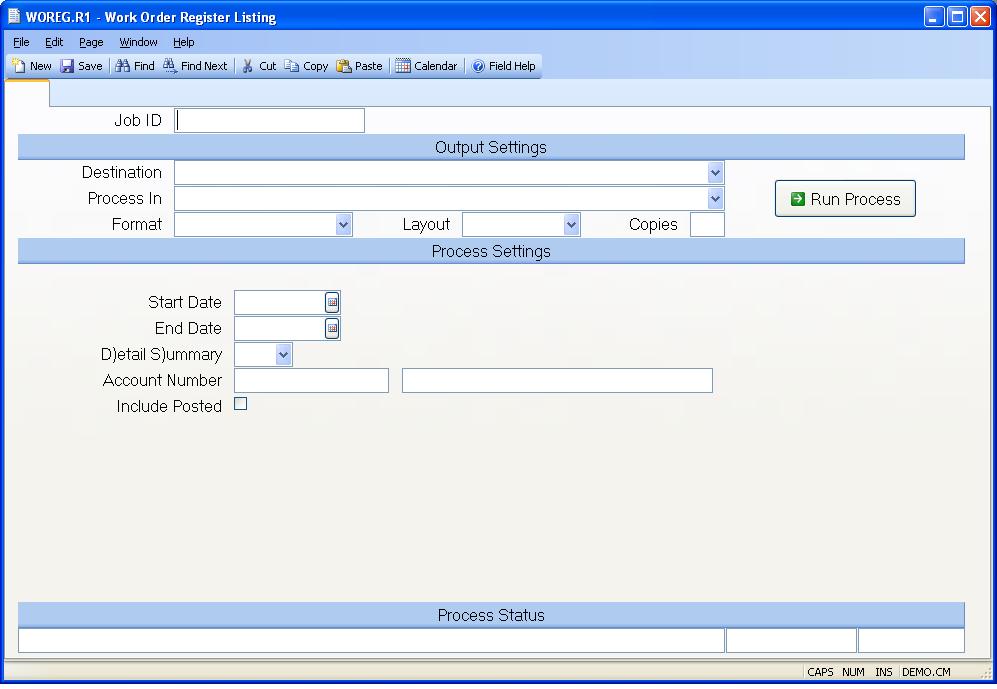 WOREG.R1 - Work Order Register Listing
File Edit Page Window Help
New Save Find Find Next Cut Copy Paste Calendar Field Help
Job ID
Output Settings
Destination
Process In
Run Process
Format Layout Copies
Process Settings
Start Date
End Date
D)etail S)ummary
Account Number
Include Posted
Process Status
CAPS NUM INS DEMO.CM